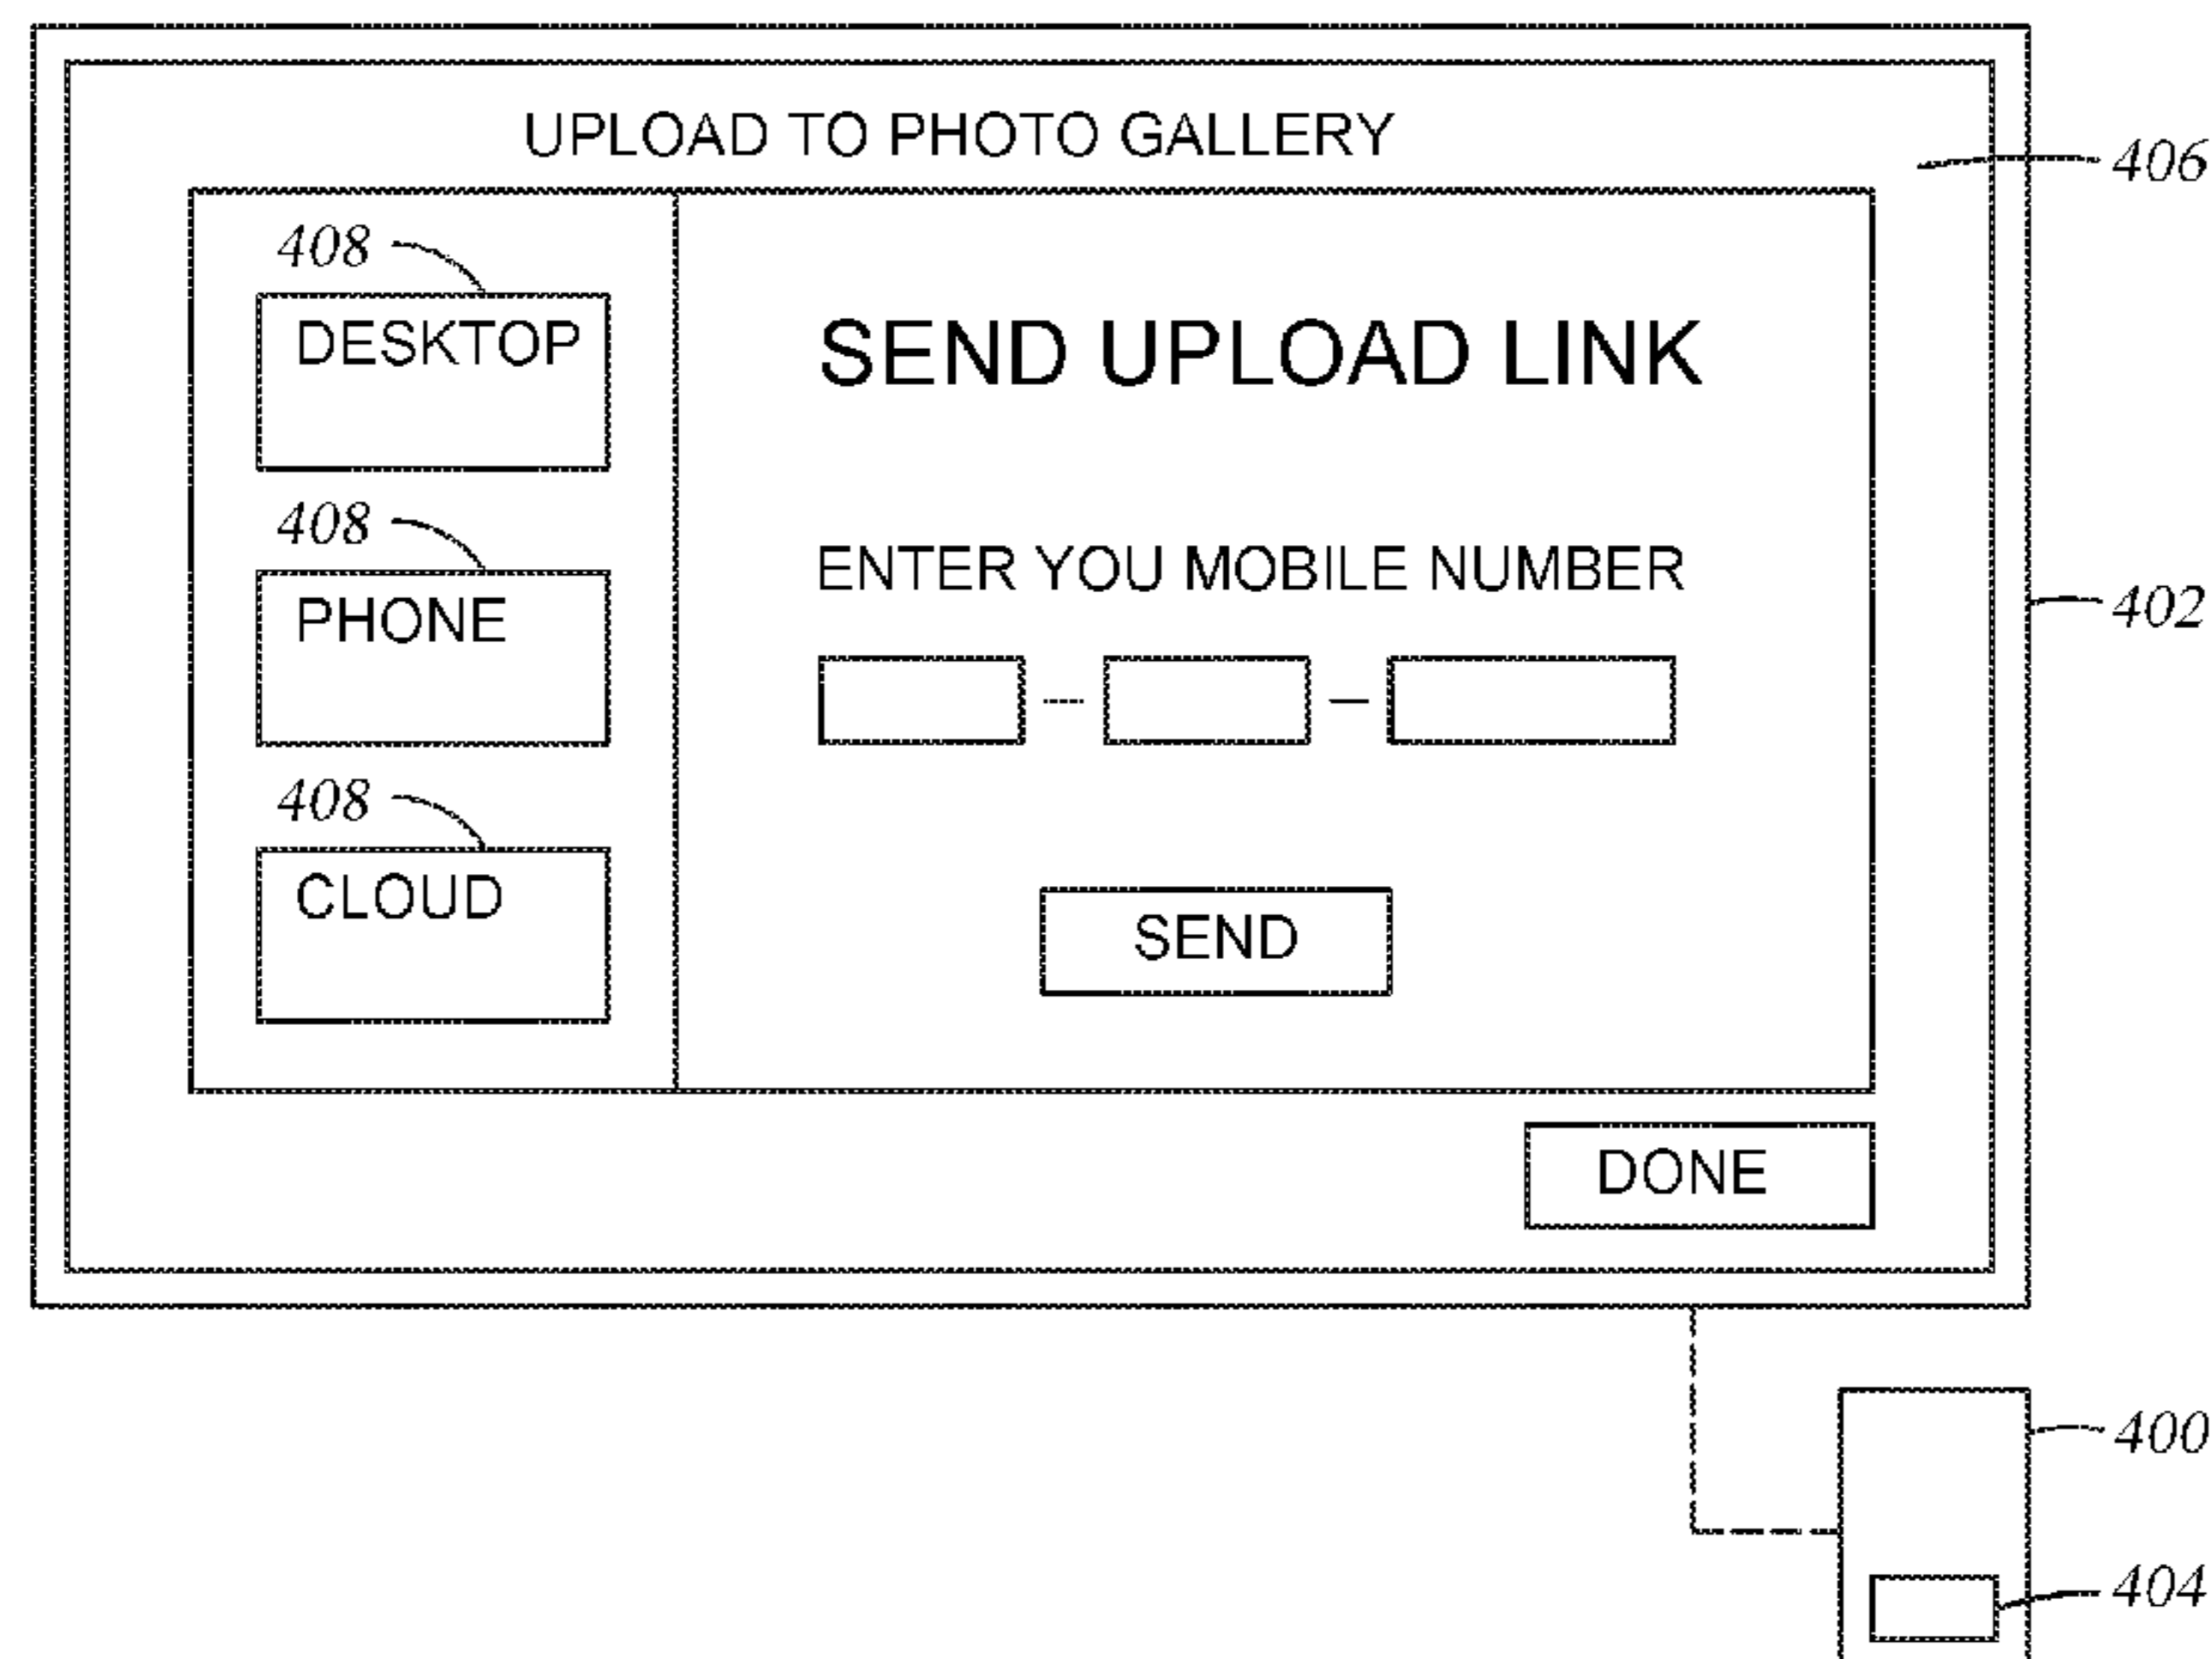 UPLOAD TO PHOTO GALLERY
406
408
DESKTOP
408
PHONE
408
CLOUD
SEND UPLOAD LINK
ENTER YOU MOBILE NUMBER
- -
SEND
402
DONE
400
404